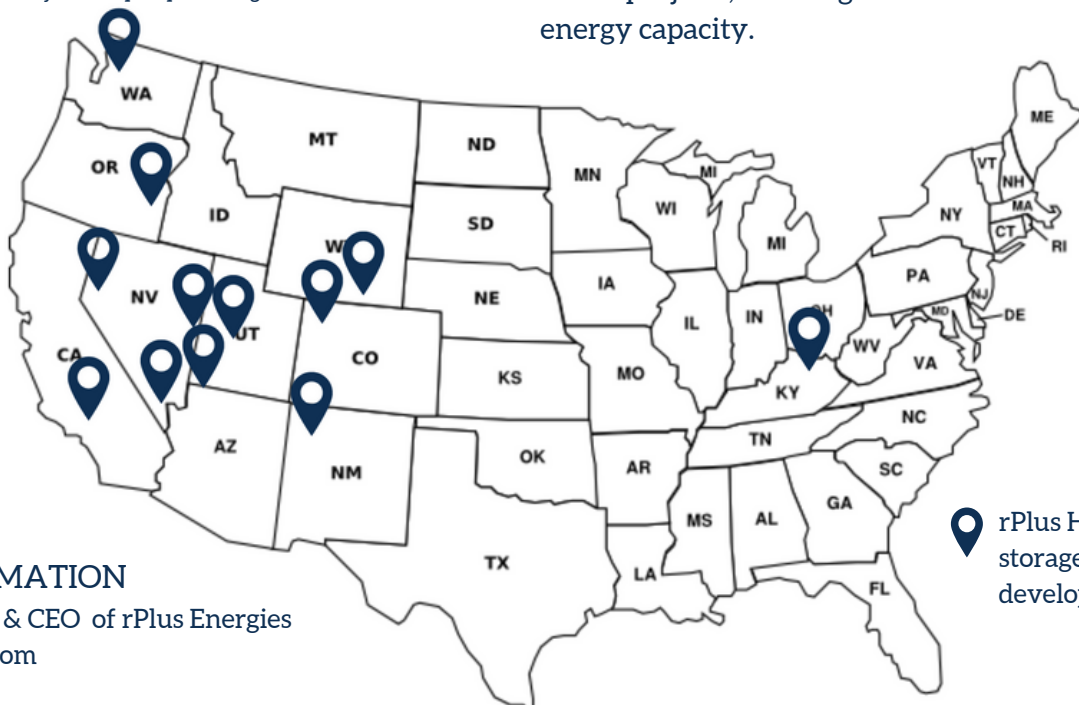 energy capacity.
WA
MT
ND
ME
OR
MN
MI
VT
NH
ID
SD
WI
NY
MA
CT
RI
MI
NV
NE
IA
PA
NJ
DE
MD
UT
IL
IN
WV
VA
CA
CO
KS
MO
KY
NC
AZ
NM
OK
AR
TN
SC
MS
AL
GA
TX
LA
FL
rPlus
storage
MATION
& CEO of rPlus Energies
om